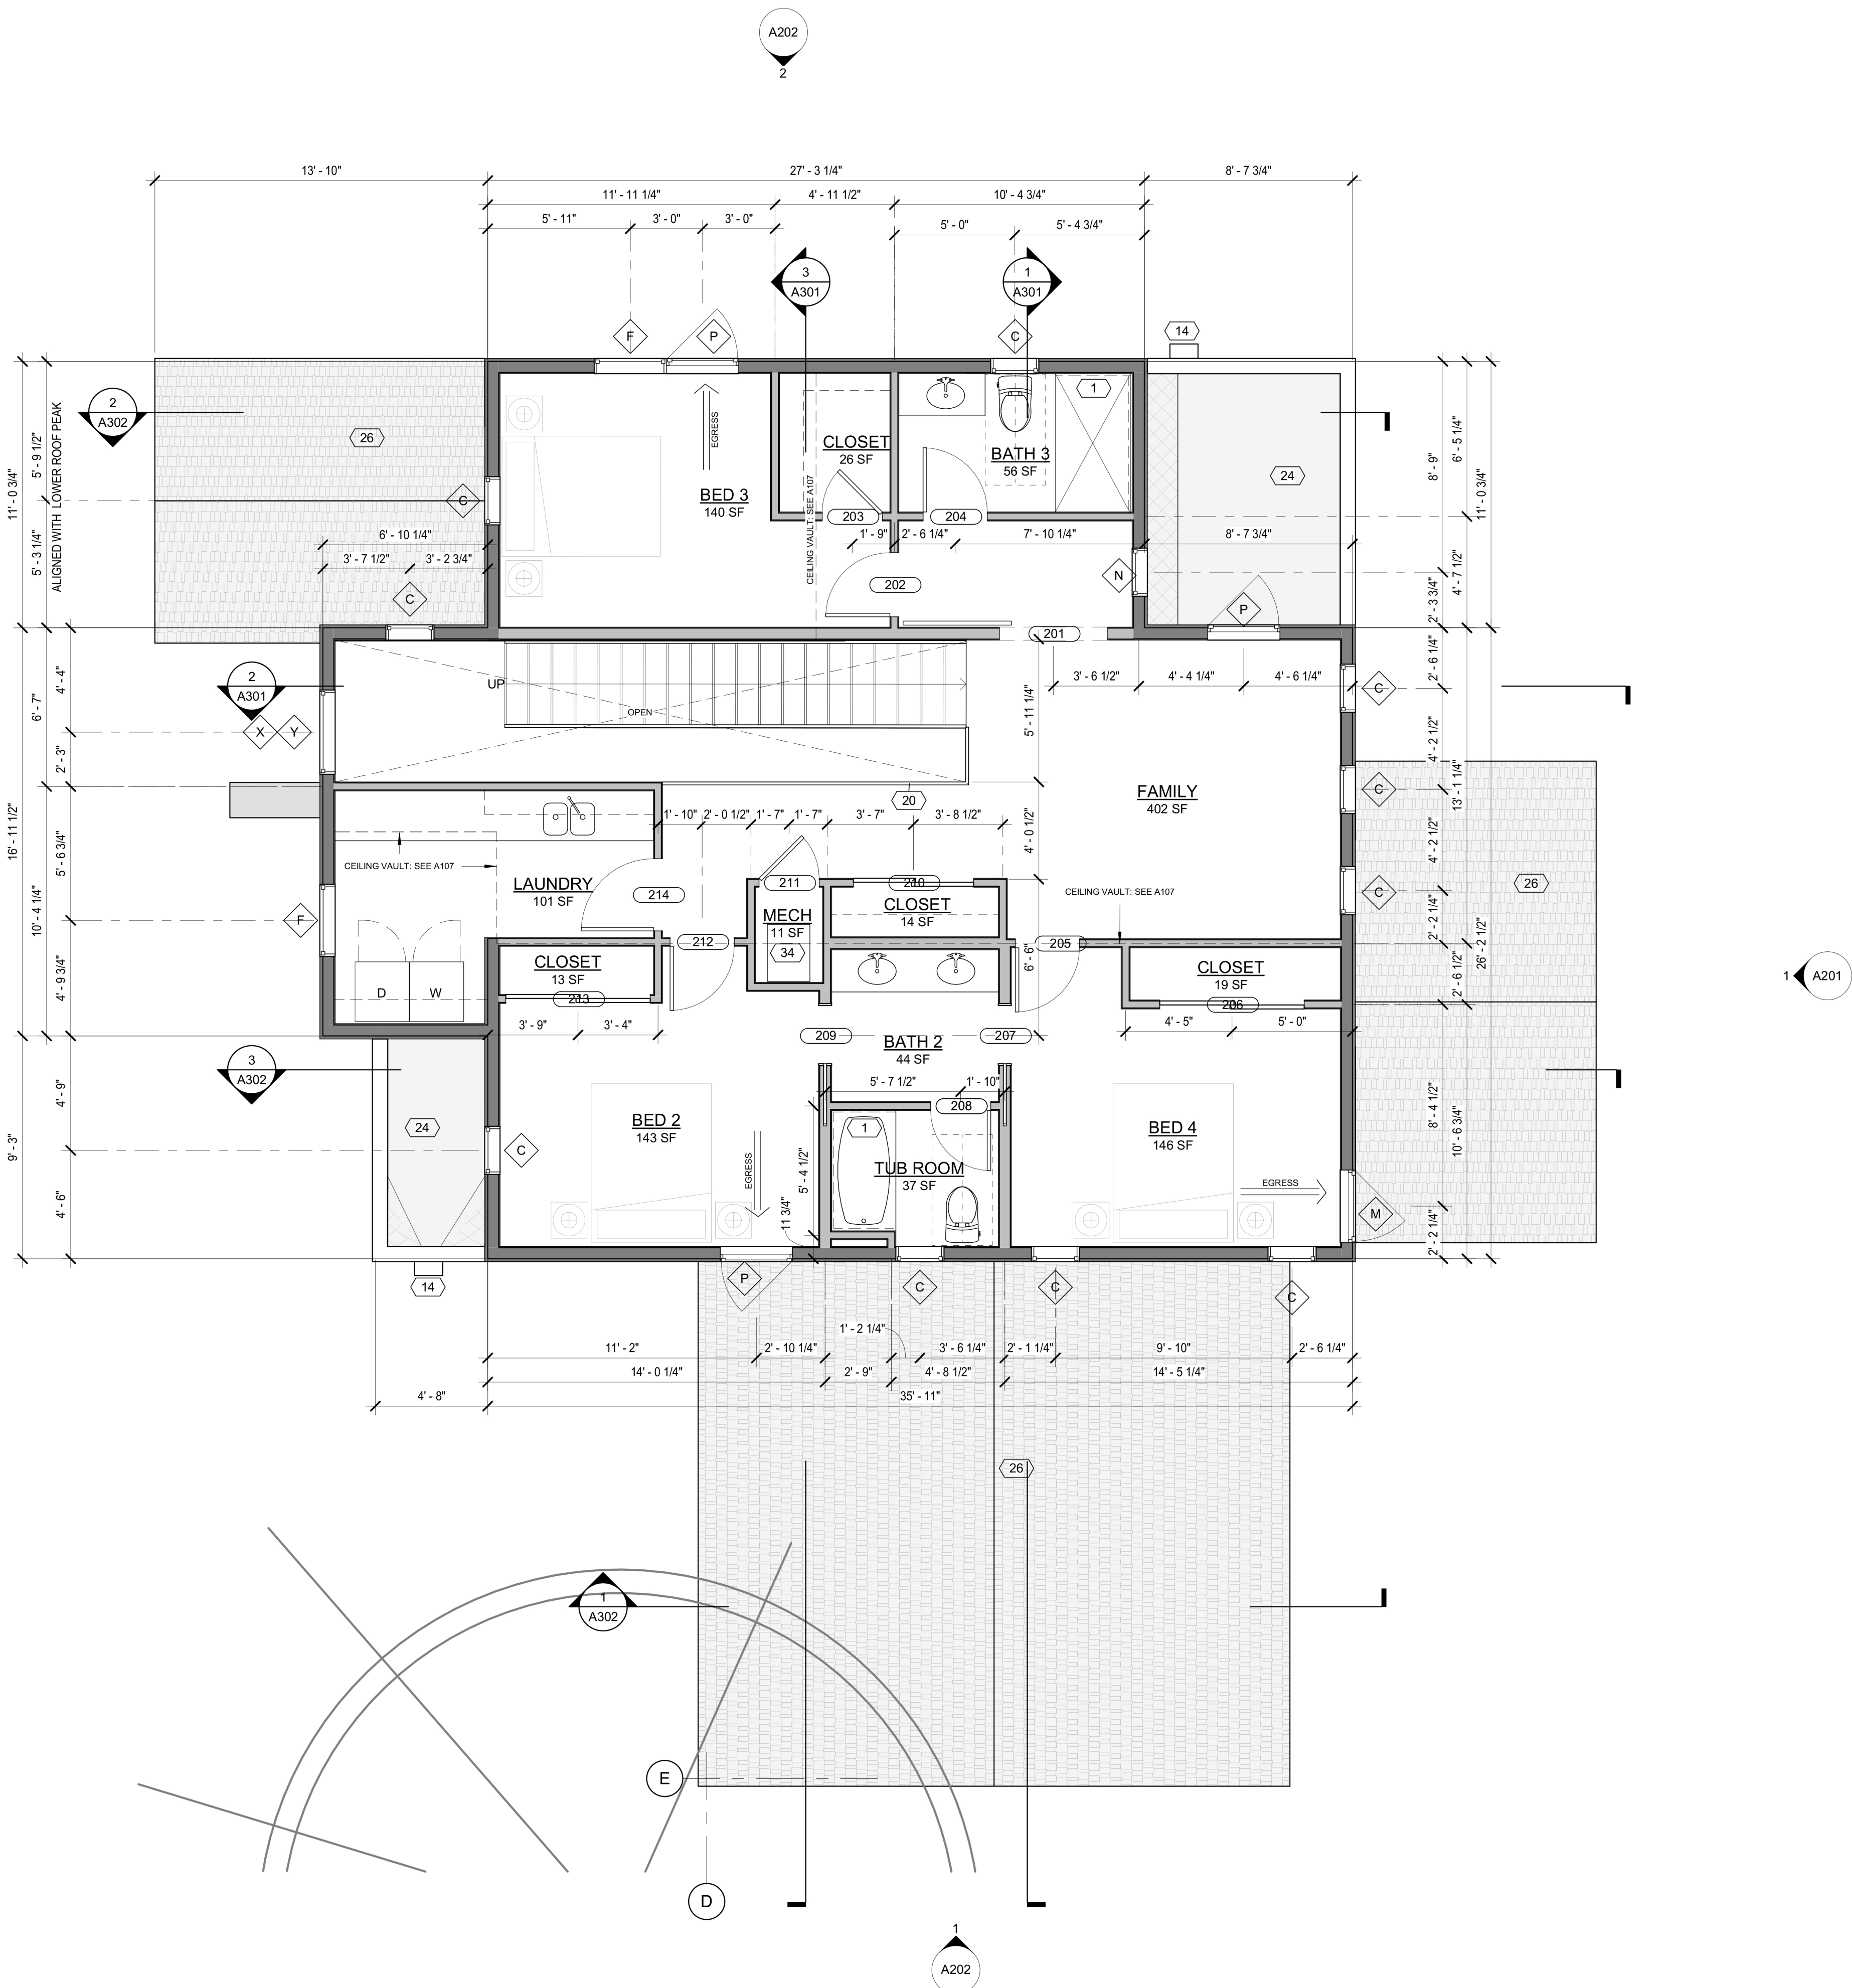 A202
2
13' - 10"
27' - 3 1/4"
8' - 7 3/4"
11' - 11 1/4"
4' - 11 1/2"
10' - 4 3/4"
5' - 11"
3' - 0"
3' - 0"
5' - 0"
5' - 4 3/4"
3
A301
1
A301
F
P
C
14
2
A302
26
11' - 0 3/4"
5' - 9 1/2"
5' - 3 1/4"
ALIGNED WITH LOWER ROOF PEAK
C
6' - 10 1/4"
3' - 7 1/2"
3' - 2 3/4"
C
EGRESS
BED 3
140 SF
CLOSET
26 SF
CEILING VAULT: SEE A107
BATH 3
56 SF
1
24
203
204
1' - 9"
2' - 6 1/4"
7' - 10 1/4"
8' - 7 3/4"
202
N
P
201
8' - 9"
6' - 5 1/4"
11' - 0 3/4"
2' - 3 3/4"
4' - 7 1/2"
2
A301
X
Y
UP
OPEN
20
4' - 4"
6' - 7"
2' - 3"
16' - 11 1/2"
3' - 6 1/2"
4' - 4 1/4"
4' - 6 1/4"
5' - 11 1/4"
2' - 6 1/4"
C
4' - 2 1/2"
13' - 1 1/4"
C
4' - 2 1/2"
C
2' - 2 1/4"
26
26' - 2 1/2"
FAMILY
402 SF
4' - 0 1/2"
1' - 10"
2' - 0 1/2"
1' - 7"
1' - 7"
3' - 7"
3' - 8 1/2"
CEILING VAULT: SEE A107
LAUNDRY
101 SF
214
211
210
MECH
11 SF
34
CLOSET
14 SF
CEILING VAULT: SEE A107
5' - 6 3/4"
10' - 4 1/4"
4' - 9 3/4"
F
212
205
6' - 6"
CLOSET
13 SF
213
D
W
3' - 9"
3' - 4"
CLOSET
19 SF
206
4' - 5"
5' - 0"
2' - 6 1/2"
1
A201
209
207
BATH 2
44 SF
5' - 7 1/2"
1' - 10"
208
3
A302
24
C
4' - 9"
9' - 3"
4' - 6"
BED 2
143 SF
EGRESS
5' - 4 1/2"
11 3/4"
1
TUB ROOM
37 SF
BED 4
146 SF
EGRESS
M
8' - 4 1/2"
10' - 6 3/4"
2' - 2 1/4"
14
P
C
C
C
1' - 2 1/4"
11' - 2"
2' - 10 1/4"
3' - 6 1/4"
2' - 1 1/4"
9' - 10"
2' - 6 1/4"
14' - 0 1/4"
2' - 9"
4' - 8 1/2"
14' - 5 1/4"
4' - 8"
35' - 11"
26
1
A302
E
D
1
A202